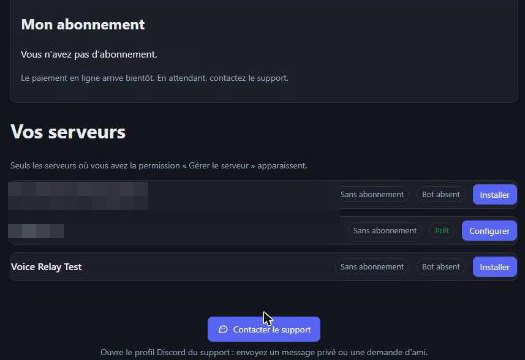 Mon abonnement
Vous n'avez pas d'abonnement.
Le paiement en ligne arrive bientôt. En attendant, contactez le support.
Vos serveurs
Seuls les serveurs où vous avez la permission « Gérer le serveur » apparaissent.
Sans abonnement Bot absent Installer
Sans abonnement Prêt Configurer
Voice Relay Test Sans abonnement Bot absent Installer
Contacter le support
Ouvre le profil Discord du support : envoyez un message privé ou une demande d'ami.